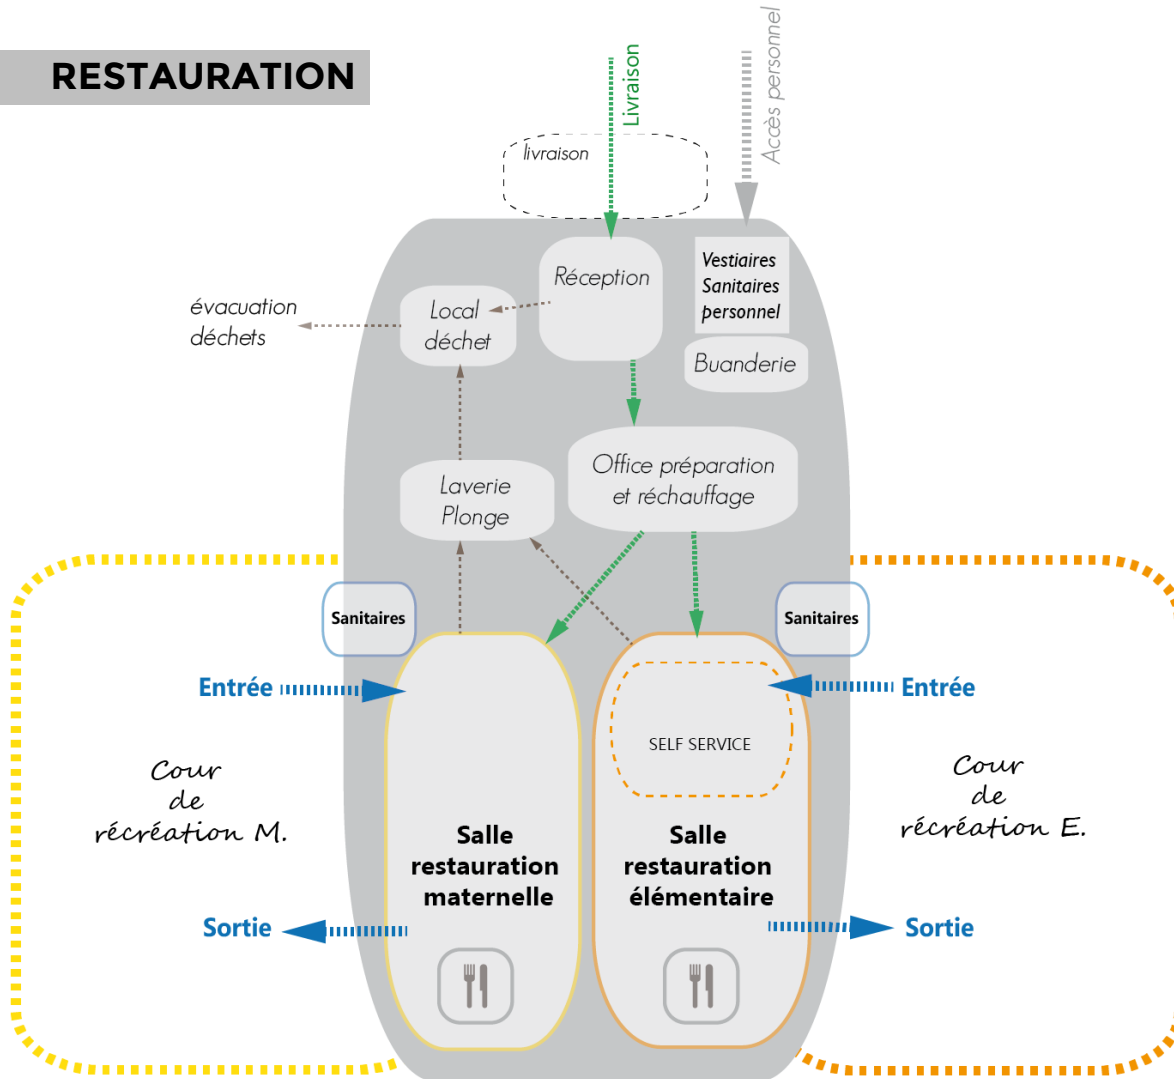 RESTAURATION
Livraison
Accès personnel
livraison
Réception
Vestiaires
Sanitaires
personnel
Buanderie
évacuation
déchets
Local
déchet
Office préparation
et réchauffage
Laverie
Plonge
Sanitaires
Sanitaires
Entrée
Entrée
SELF SERVICE
Cour
de
récréation M.
Cour
de
récréation E.
Salle
restauration
maternelle
Salle
restauration
élémentaire
Sortie
Sortie